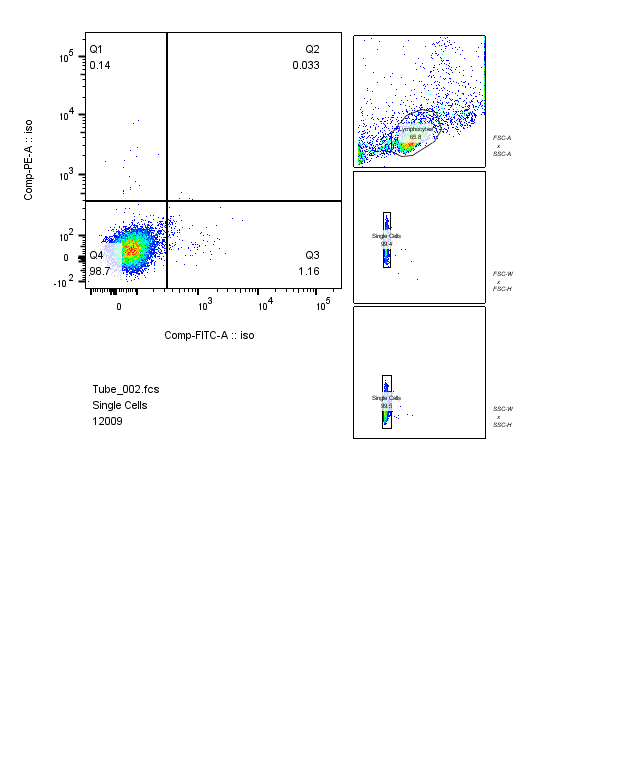 Q1
0.14
Q2
0.033
Q4
98.7
Q3
1.16
10^5
10^4
10^3
10^2
0
-10^2
Comp-PE-A :: iso
0
10^3
10^4
10^5
Comp-FITC-A :: iso
Tube_002.fcs
Single Cells
12009
Lymphocytes
65.8
FSC-A
x
SSC-A
Single Cells
99.4
FSC-W
x
FSC-H
Single Cells
99.5
SSC-W
x
SSC-H